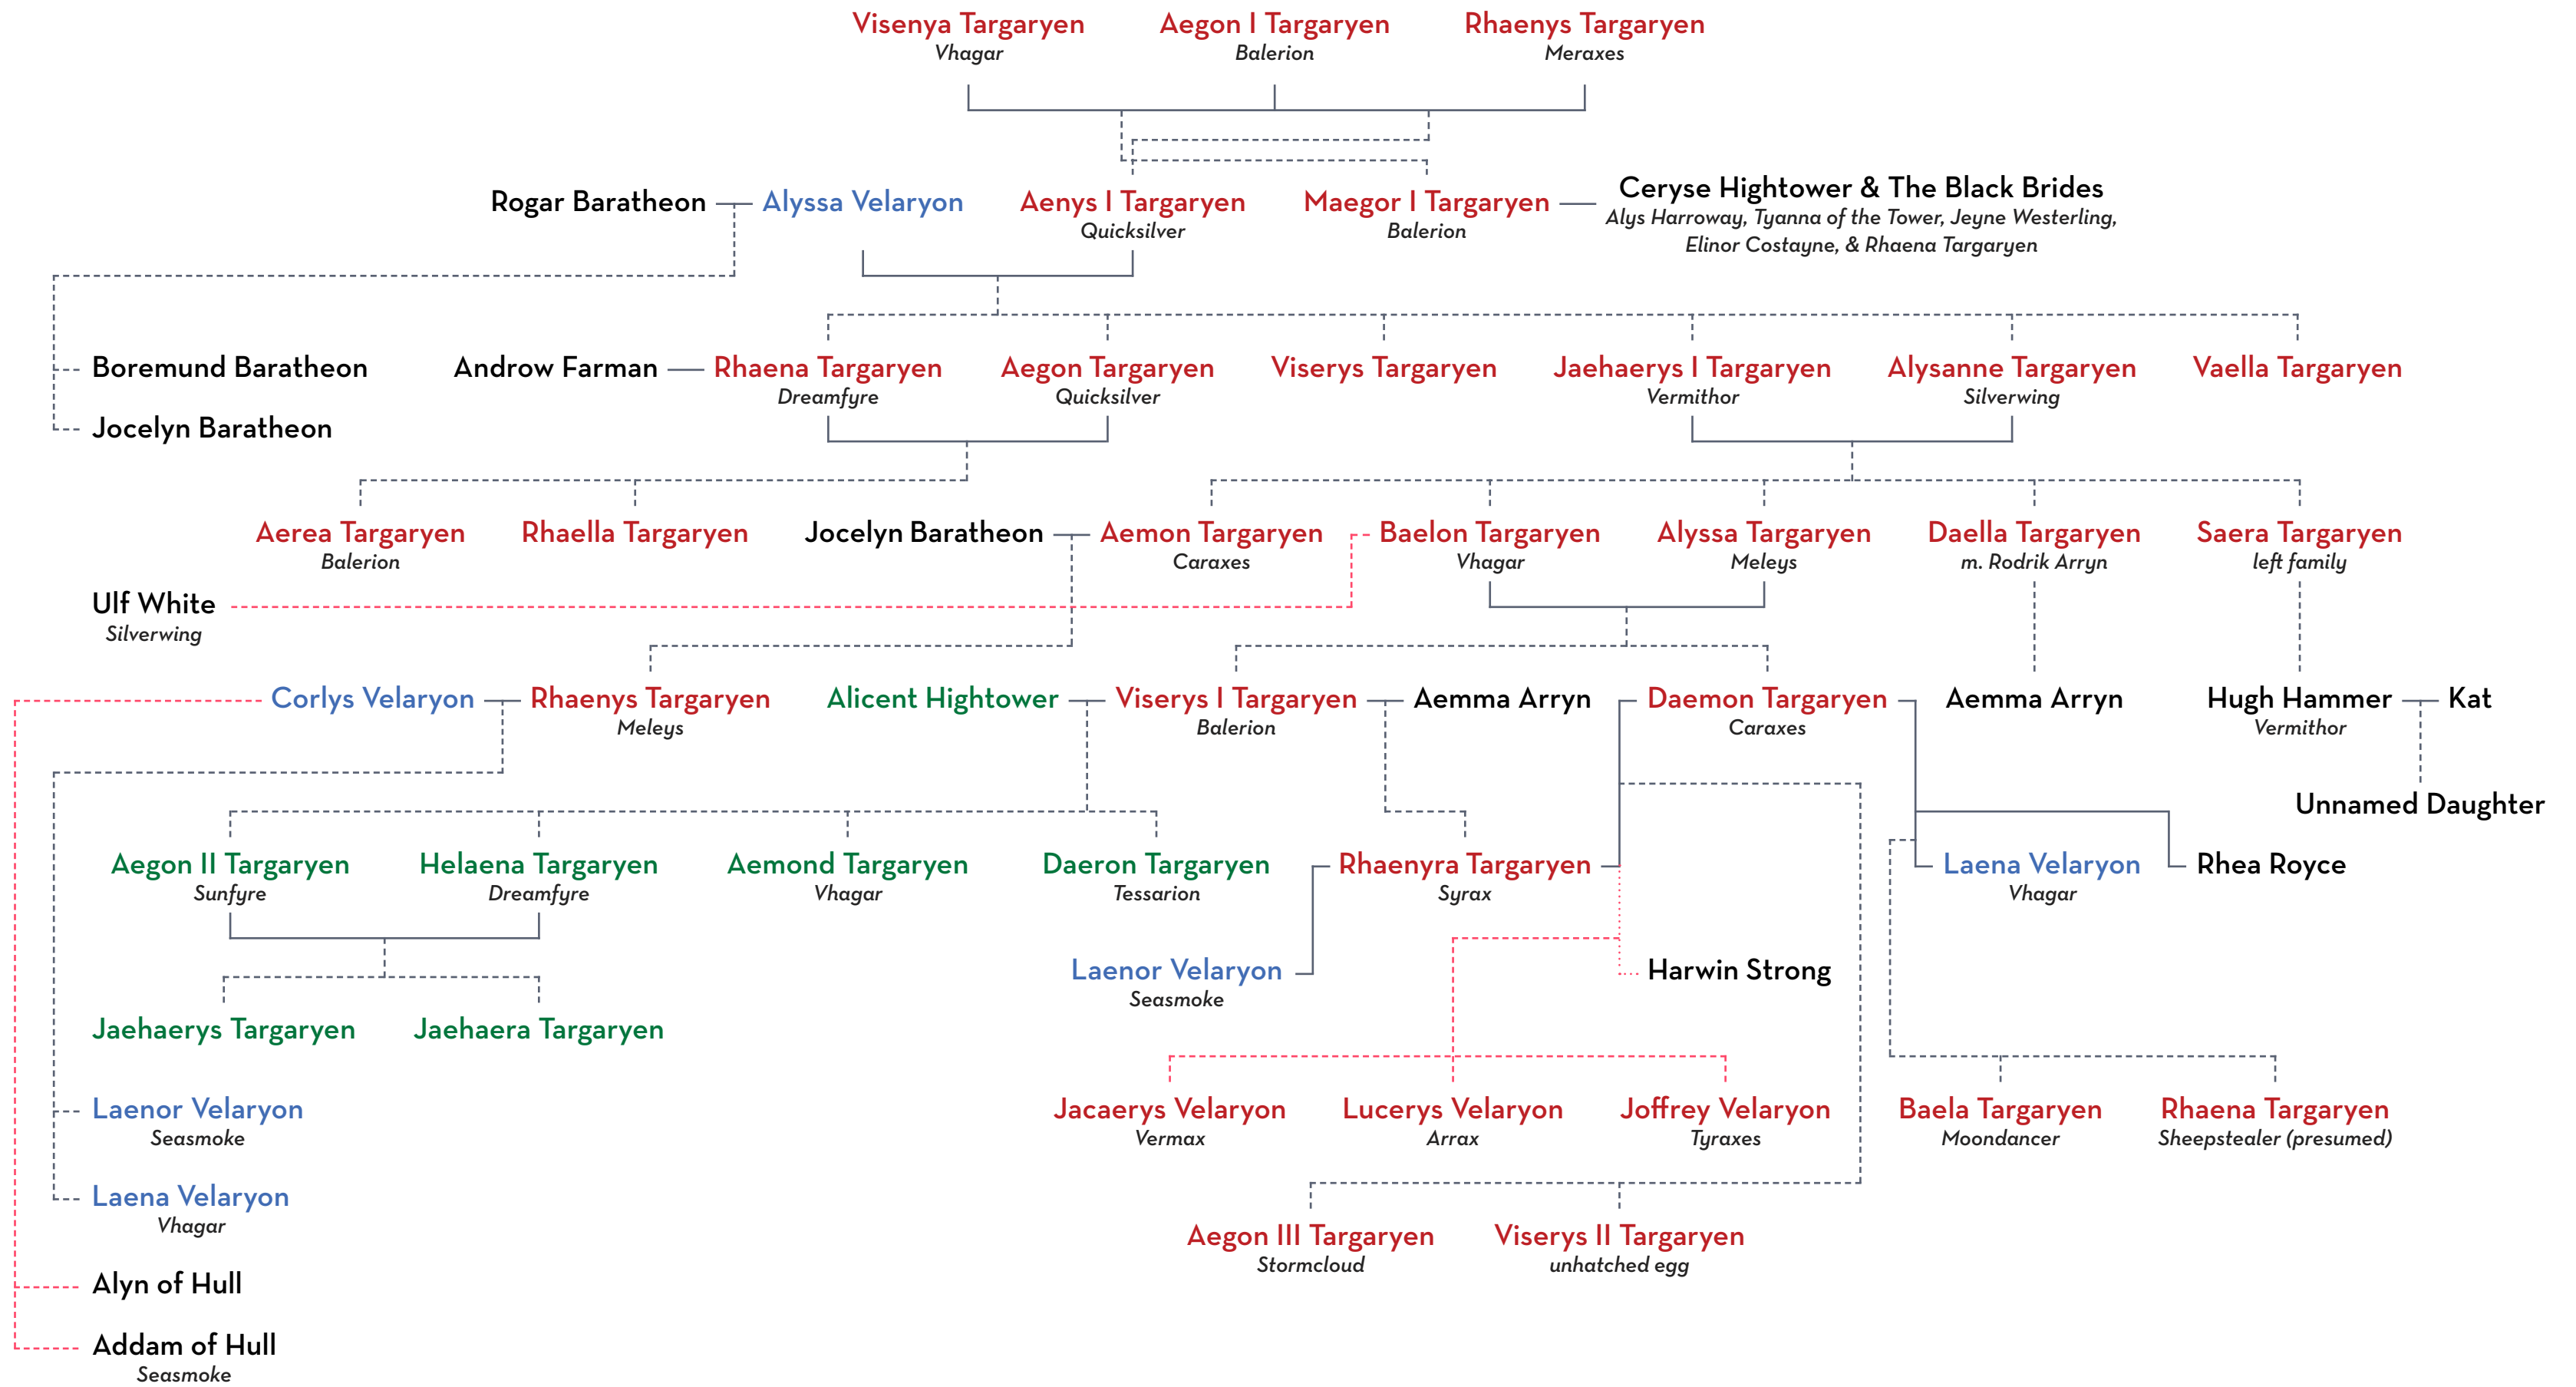 Visenya Targaryen
Vhagar
Aegon I Targaryen
Balerion
Rhaenys Targaryen
Meraxes
Rogar Baratheon
Alyssa Velaryon
Aenys I Targaryen
Quicksilver
Maegor I Targaryen
Balerion
Ceryse Hightower & The Black Brides
Alys Harroway, Tyanna of the Tower, Jeyne Westerling,
Elinor Costayne, & Rhaena Targaryen
Boremund Baratheon
Jocelyn Baratheon
Androw Farman
Rhaena Targaryen
Dreamfyre
Aegon Targaryen
Quicksilver
Viserys Targaryen
Jaehaerys I Targaryen
Vermithor
Alysanne Targaryen
Silverwing
Vaella Targaryen
Aerea Targaryen
Balerion
Rhaella Targaryen
Jocelyn Baratheon
Aemon Targaryen
Caraxes
Baelon Targaryen
Vhagar
Alyssa Targaryen
Meleys
Daella Targaryen
m. Rodrik Arryn
Saera Targaryen
left family
Ulf White
Silverwing
Corlys Velaryon
Rhaenys Targaryen
Meleys
Alicent Hightower
Viserys I Targaryen
Balerion
Aemma Arryn
Daemon Targaryen
Caraxes
Aemma Arryn
Hugh Hammer
Vermithor
Kat
Unnamed Daughter
Aegon II Targaryen
Sunfyre
Helaena Targaryen
Dreamfyre
Aemond Targaryen
Vhagar
Daeron Targaryen
Tessarion
Rhaenyra Targaryen
Syrax
Laena Velaryon
Vhagar
Rhea Royce
Laenor Velaryon
Seasmoke
Harwin Strong
Jaehaerys Targaryen
Jaehaera Targaryen
Laenor Velaryon
Seasmoke
Jacaerys Velaryon
Vermax
Lucerys Velaryon
Arrax
Joffrey Velaryon
Tyraxes
Baela Targaryen
Moondancer
Rhaena Targaryen
Sheepstealer (presumed)
Laena Velaryon
Vhagar
Aegon III Targaryen
Stormcloud
Viserys II Targaryen
unhatched egg
Alyn of Hull
Addam of Hull
Seasmoke